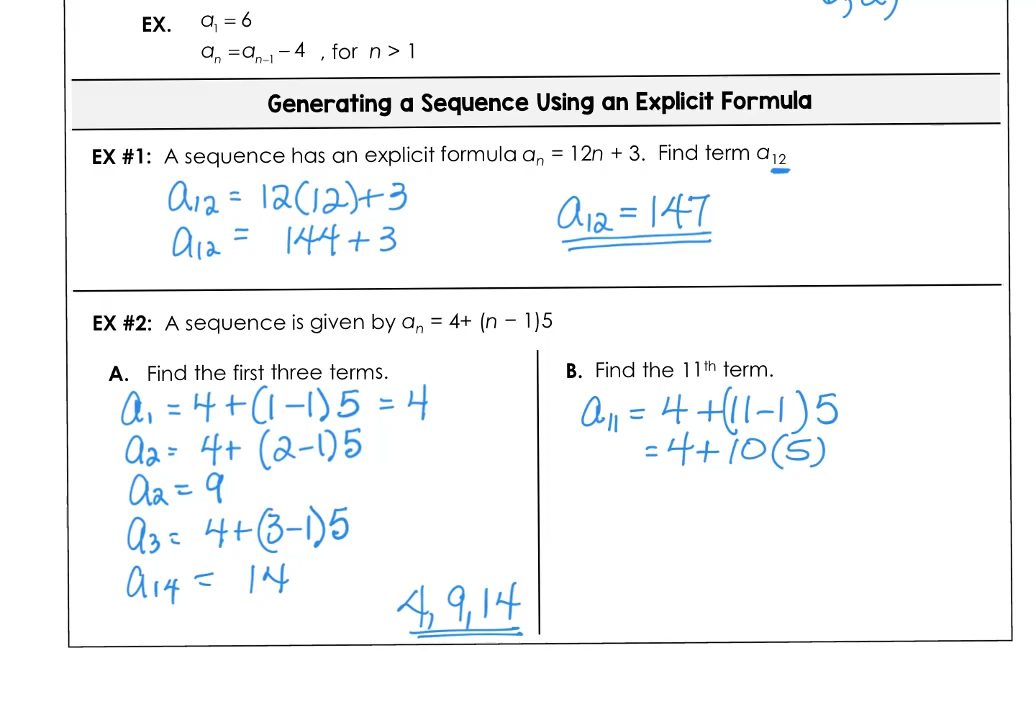 EX. a₁ = 6
aₙ = aₙ₋₁ − 4 , for n > 1
Generating a Sequence Using an Explicit Formula
EX #1: A sequence has an explicit formula aₙ = 12n + 3. Find term a₁₂
a₁₂ = 12(12)+3
a₁₂ = 144 + 3
a₁₂ = 147
EX #2: A sequence is given by aₙ = 4+ (n − 1)5
A. Find the first three terms.
a₁ = 4+(1−1)5 = 4
a₂ = 4+ (2−1)5
a₂ = 9
a₃ = 4+(3−1)5
a₁₄ = 14
4, 9, 14
B. Find the 11th term.
a₁₁ = 4 +(11−1)5
= 4+10(5)